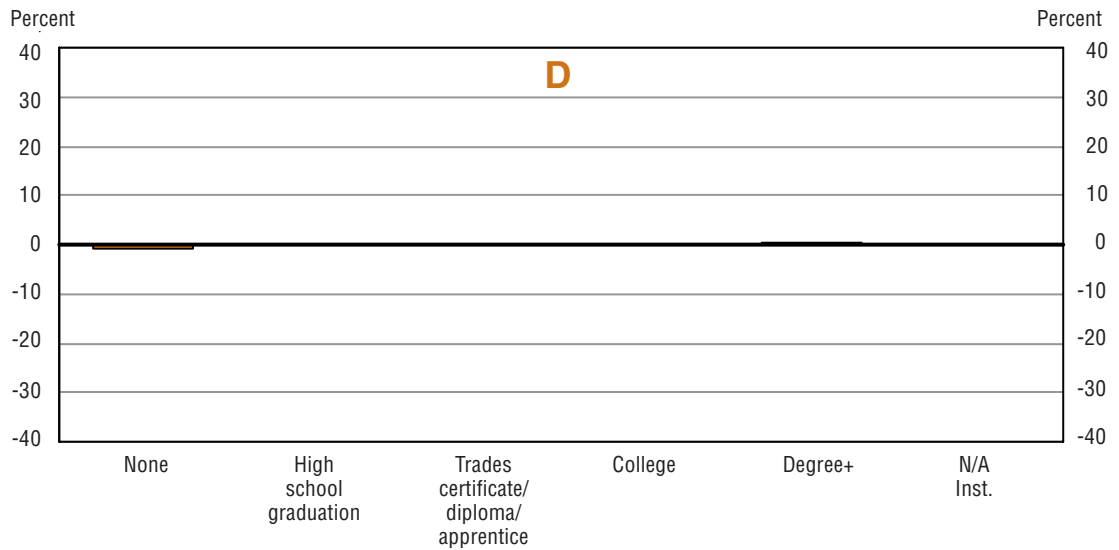 Percent Percent
D
40 40
30 30
20 20
10 10
0 0
-10 -10
-20 -20
-30 -30
-40 -40
None High Trades College Degree+ N/A
school certificate/ Inst.
graduation diploma/
apprentice